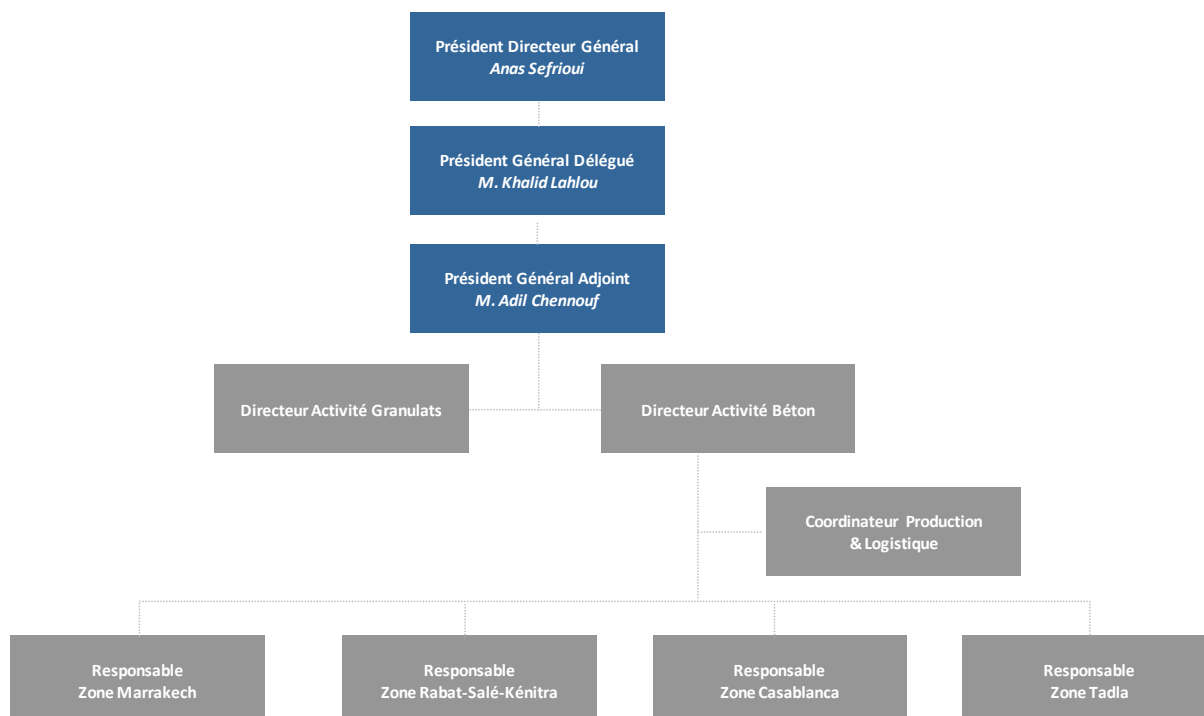 Président Directeur Général
Anas Sefrioui
Président Général Délégué
M. Khalid Lahlou
Président Général Adjoint
M. Adil Chennouf
Directeur Activité Granulats
Directeur Activité Béton
Coordinateur Production
& Logistique
Responsable
Zone Marrakech
Responsable
Zone Rabat-Salé-Kénitra
Responsable
Zone Casablanca
Responsable
Zone Tadla